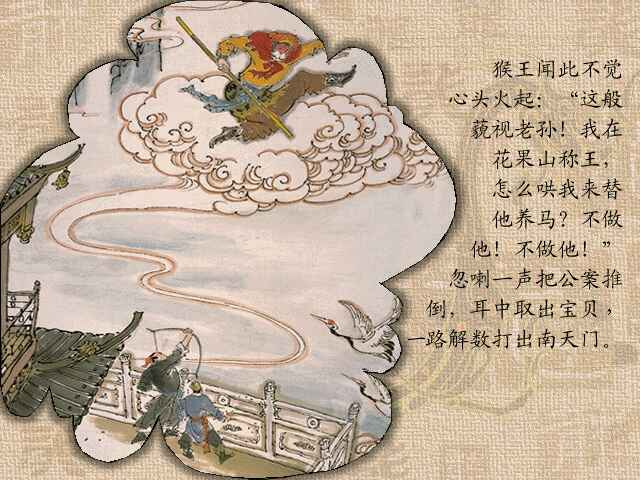 猴王闻此不觉
心头火起：“这般
藐视老孙！我在
花果山称王，
怎么哄我来替
他养马？不做
他！不做他！”
忽喇一声把公案推
倒，耳中取出宝贝，
一路解数打出南天门。